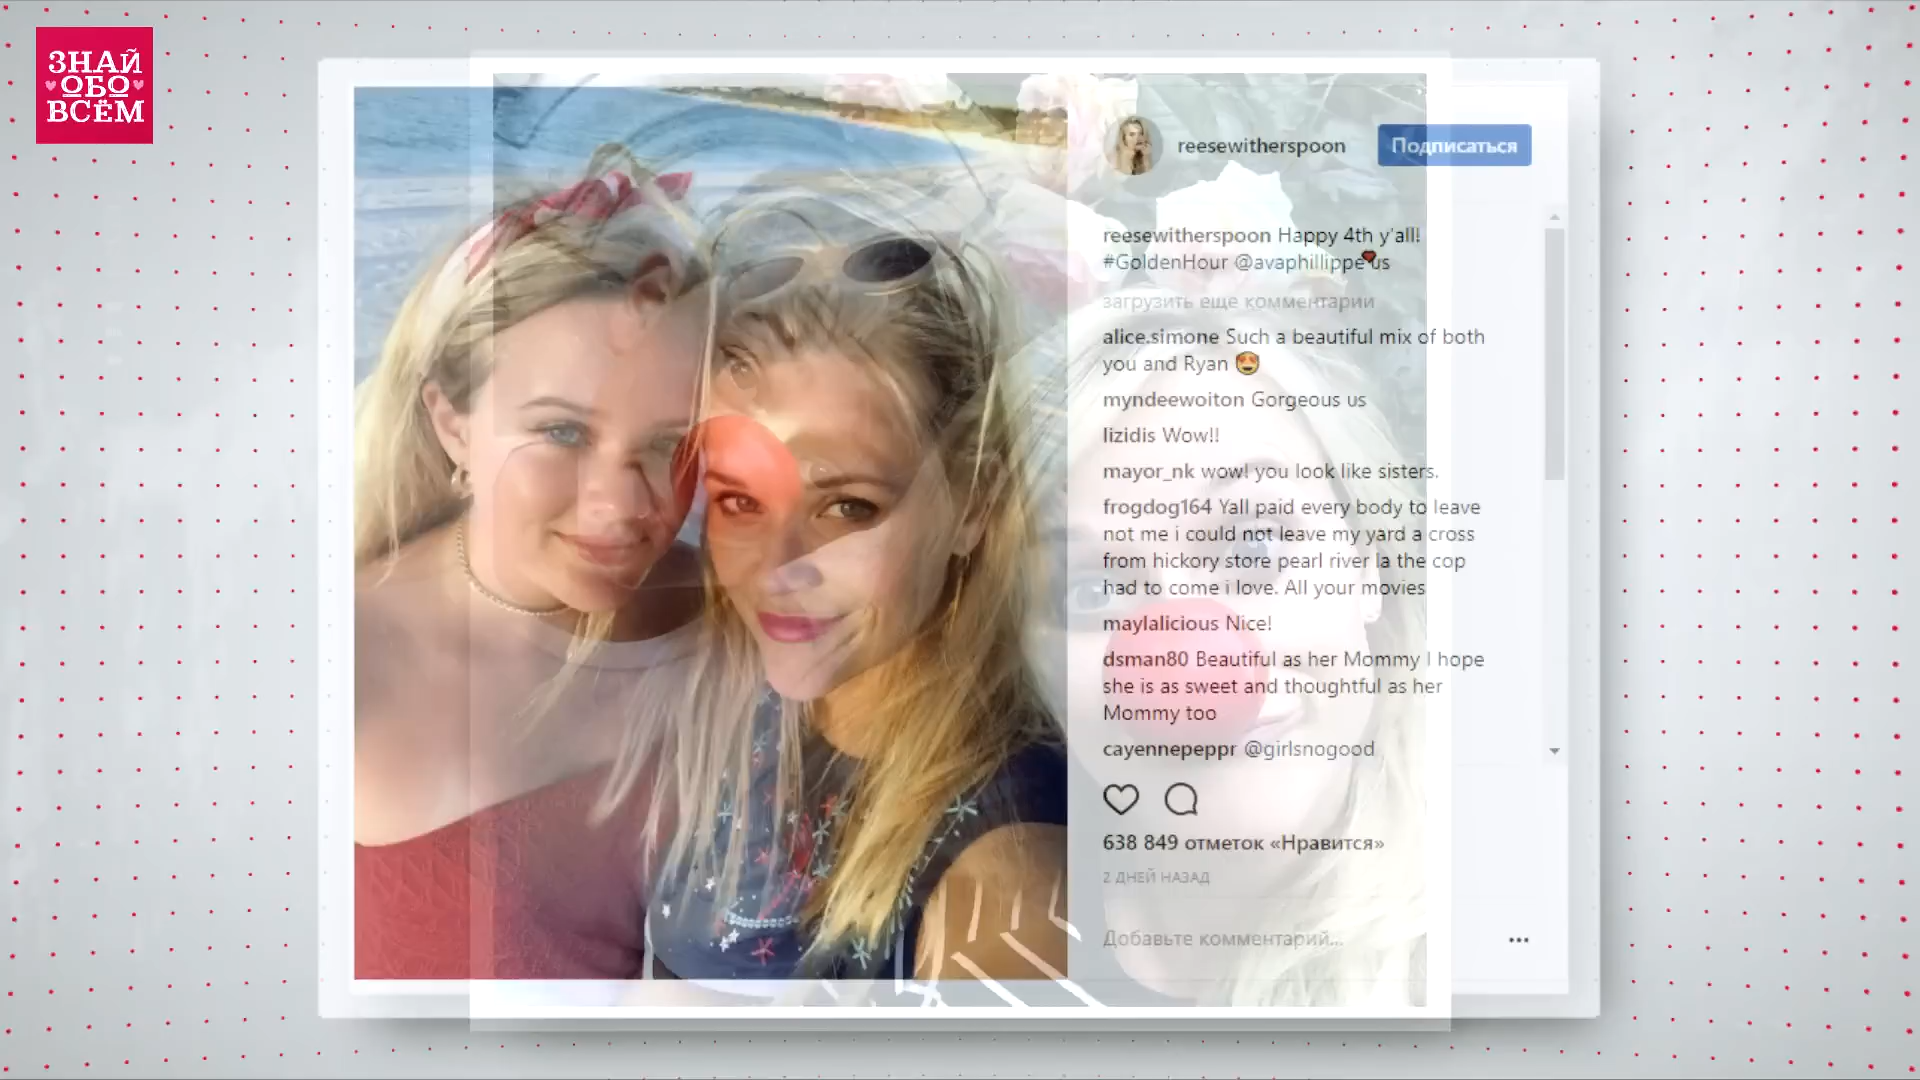 ЗНАЙ
ОБО
ВСЁМ
reesewitherspoon
Подписаться
reesewitherspoon Happy 4th y'all!
#GoldenHour @avaphillippe us
загрузить еще комментарии
alice.simone Such a beautiful mix of both
you and Ryan 😍
myndeewoiton Gorgeous us
lizidis Wow!!
mayor_nk wow! you look like sisters.
frogdog164 Yall paid every body to leave
not me i could not leave my yard a cross
from hickory store pearl river la the cop
had to come i love. All your movies
maylalicious Nice!
dsman80 Beautiful as her Mommy I hope
she is as sweet and thoughtful as her
Mommy too
cayennepeppr @girlsnogood
638 849 отметок «Нравится»
2 ДНЕЙ НАЗАД
Добавьте комментарий...